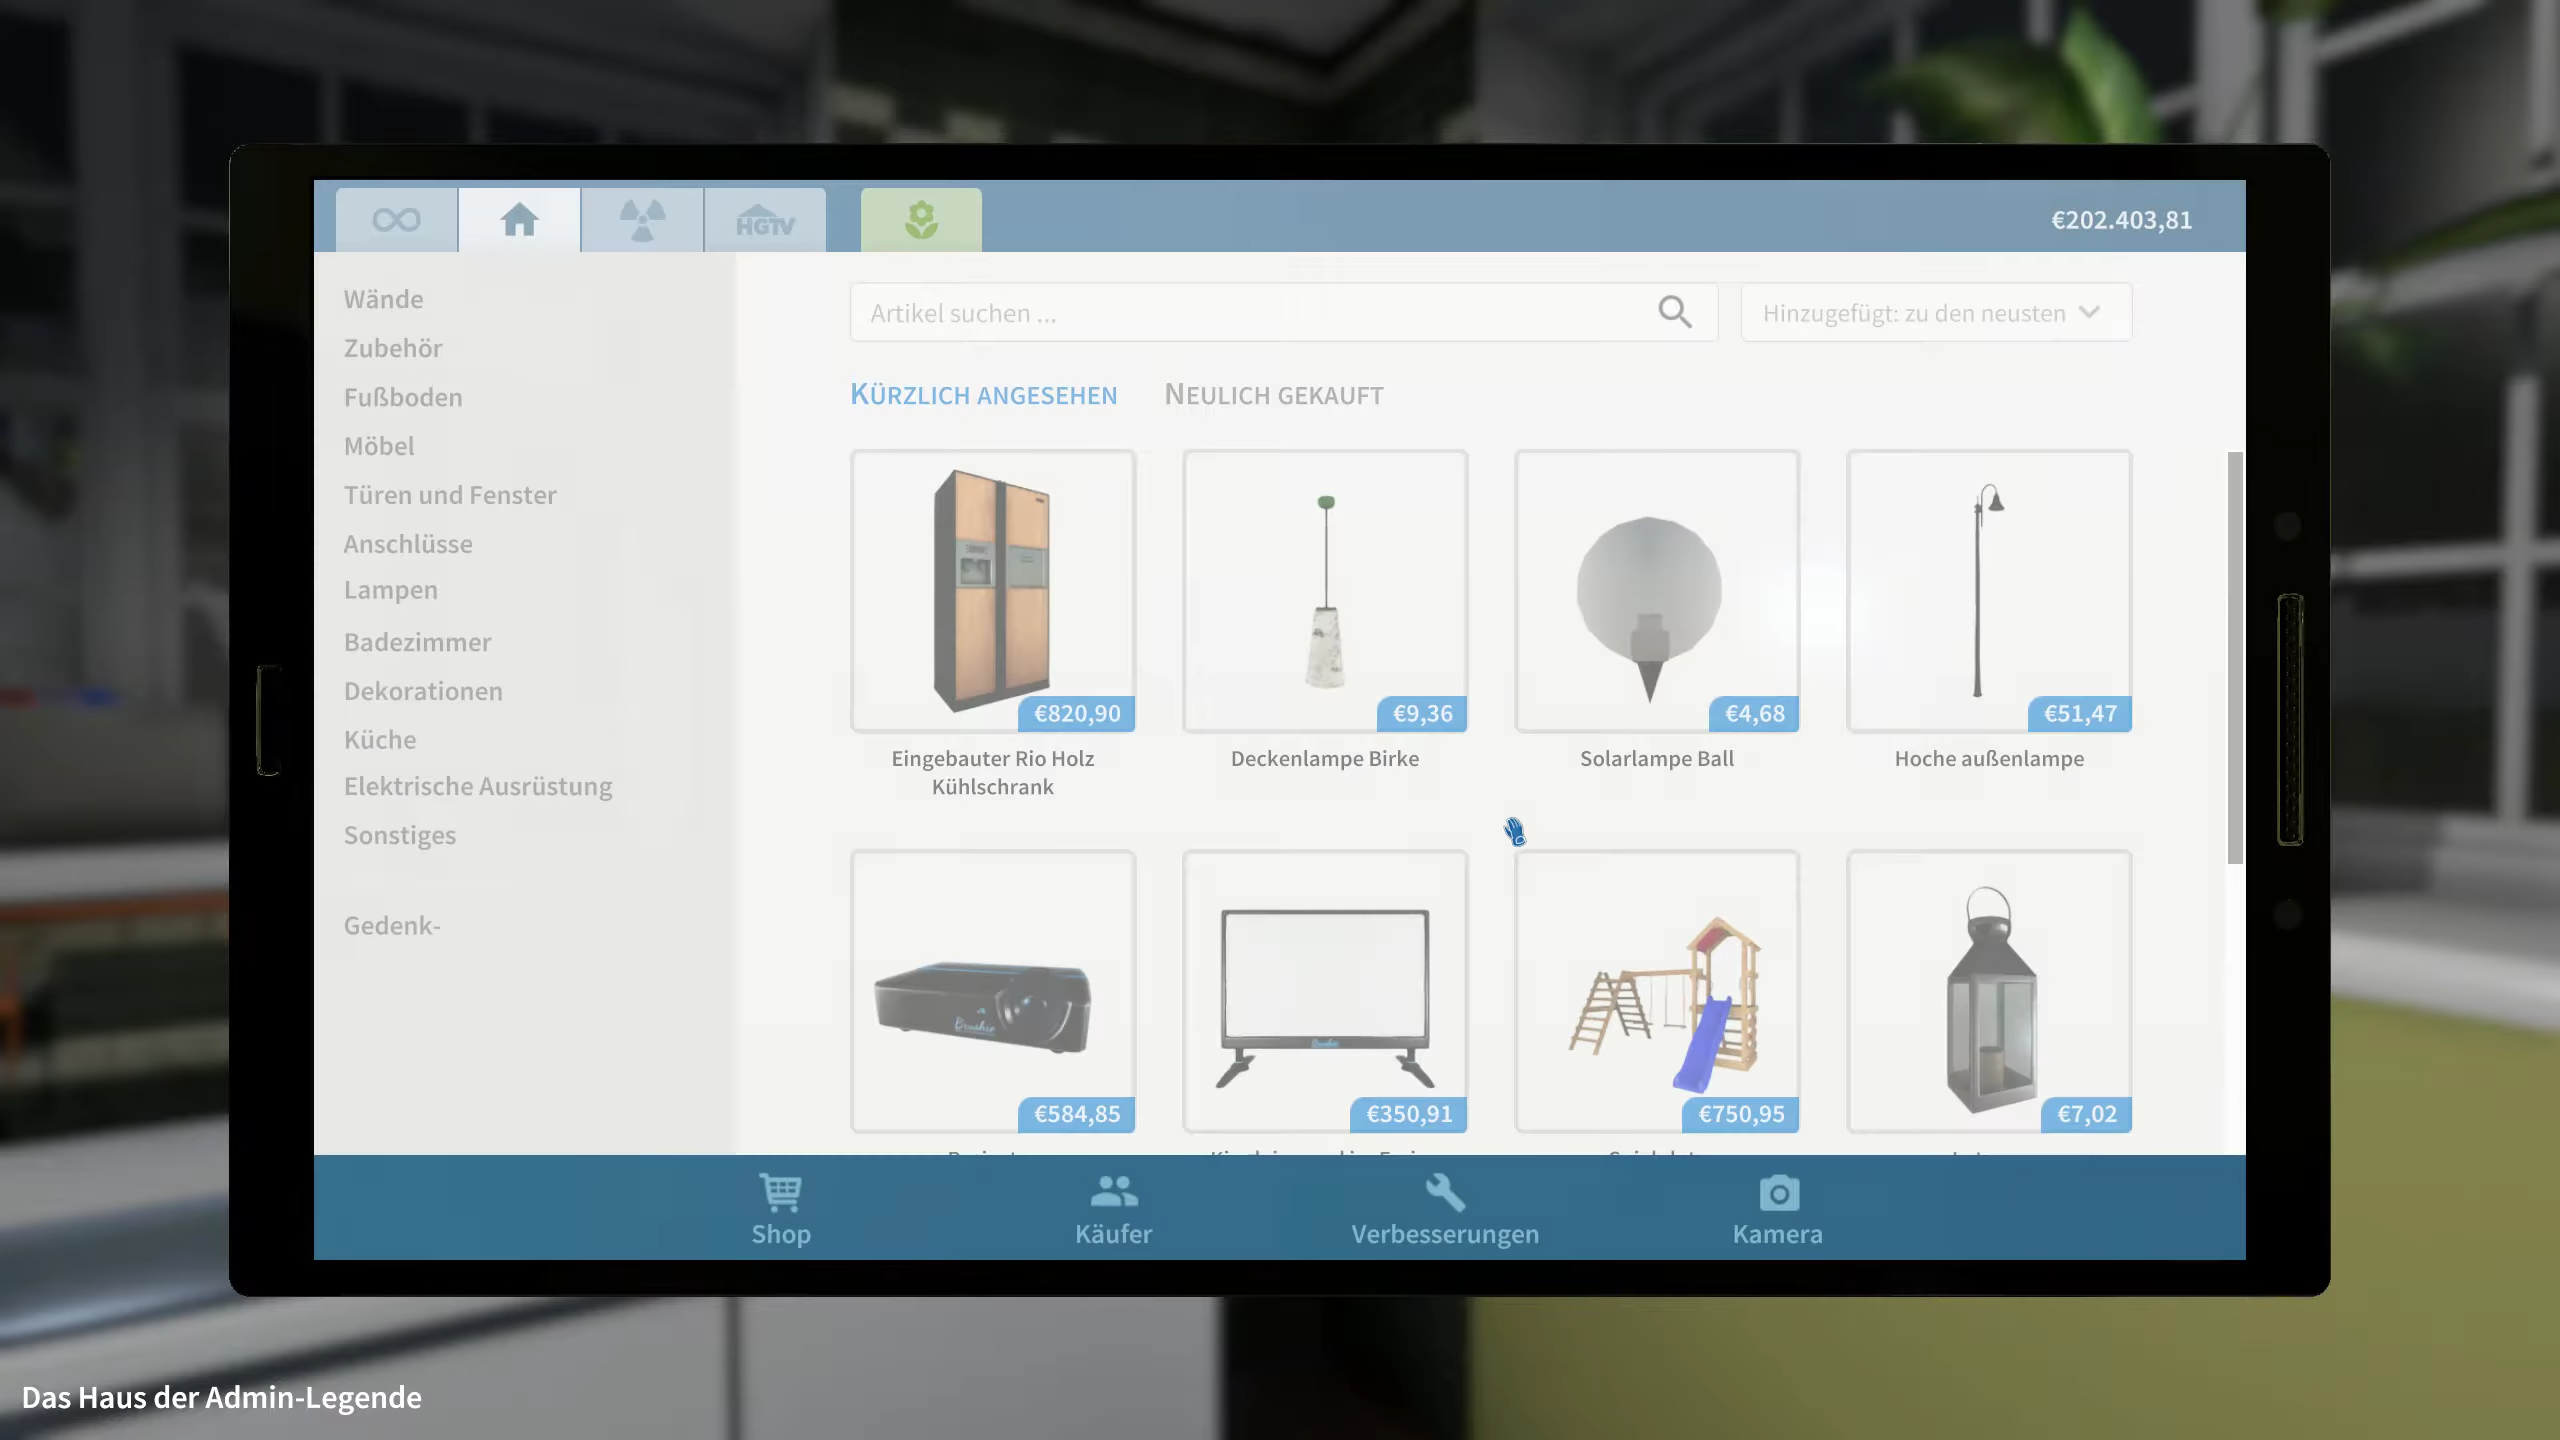 HGTV
€202.403,81
Wände
Zubehör
Fußboden
Möbel
Türen und Fenster
Anschlüsse
Lampen
Badezimmer
Dekorationen
Küche
Elektrische Ausrüstung
Sonstiges
Gedenk-
Artikel suchen ...
Hinzugefügt: zu den neusten
KÜRZLICH ANGESEHEN
NEULICH GEKAUFT
€820,90
€9,36
€4,68
€51,47
Eingebauter Rio Holz
Kühlschrank
Deckenlampe Birke
Solarlampe Ball
Hoche außenlampe
Brusher
€584,85
€350,91
€750,95
€7,02
Shop
Käufer
Verbesserungen
Kamera
Das Haus der Admin-Legende